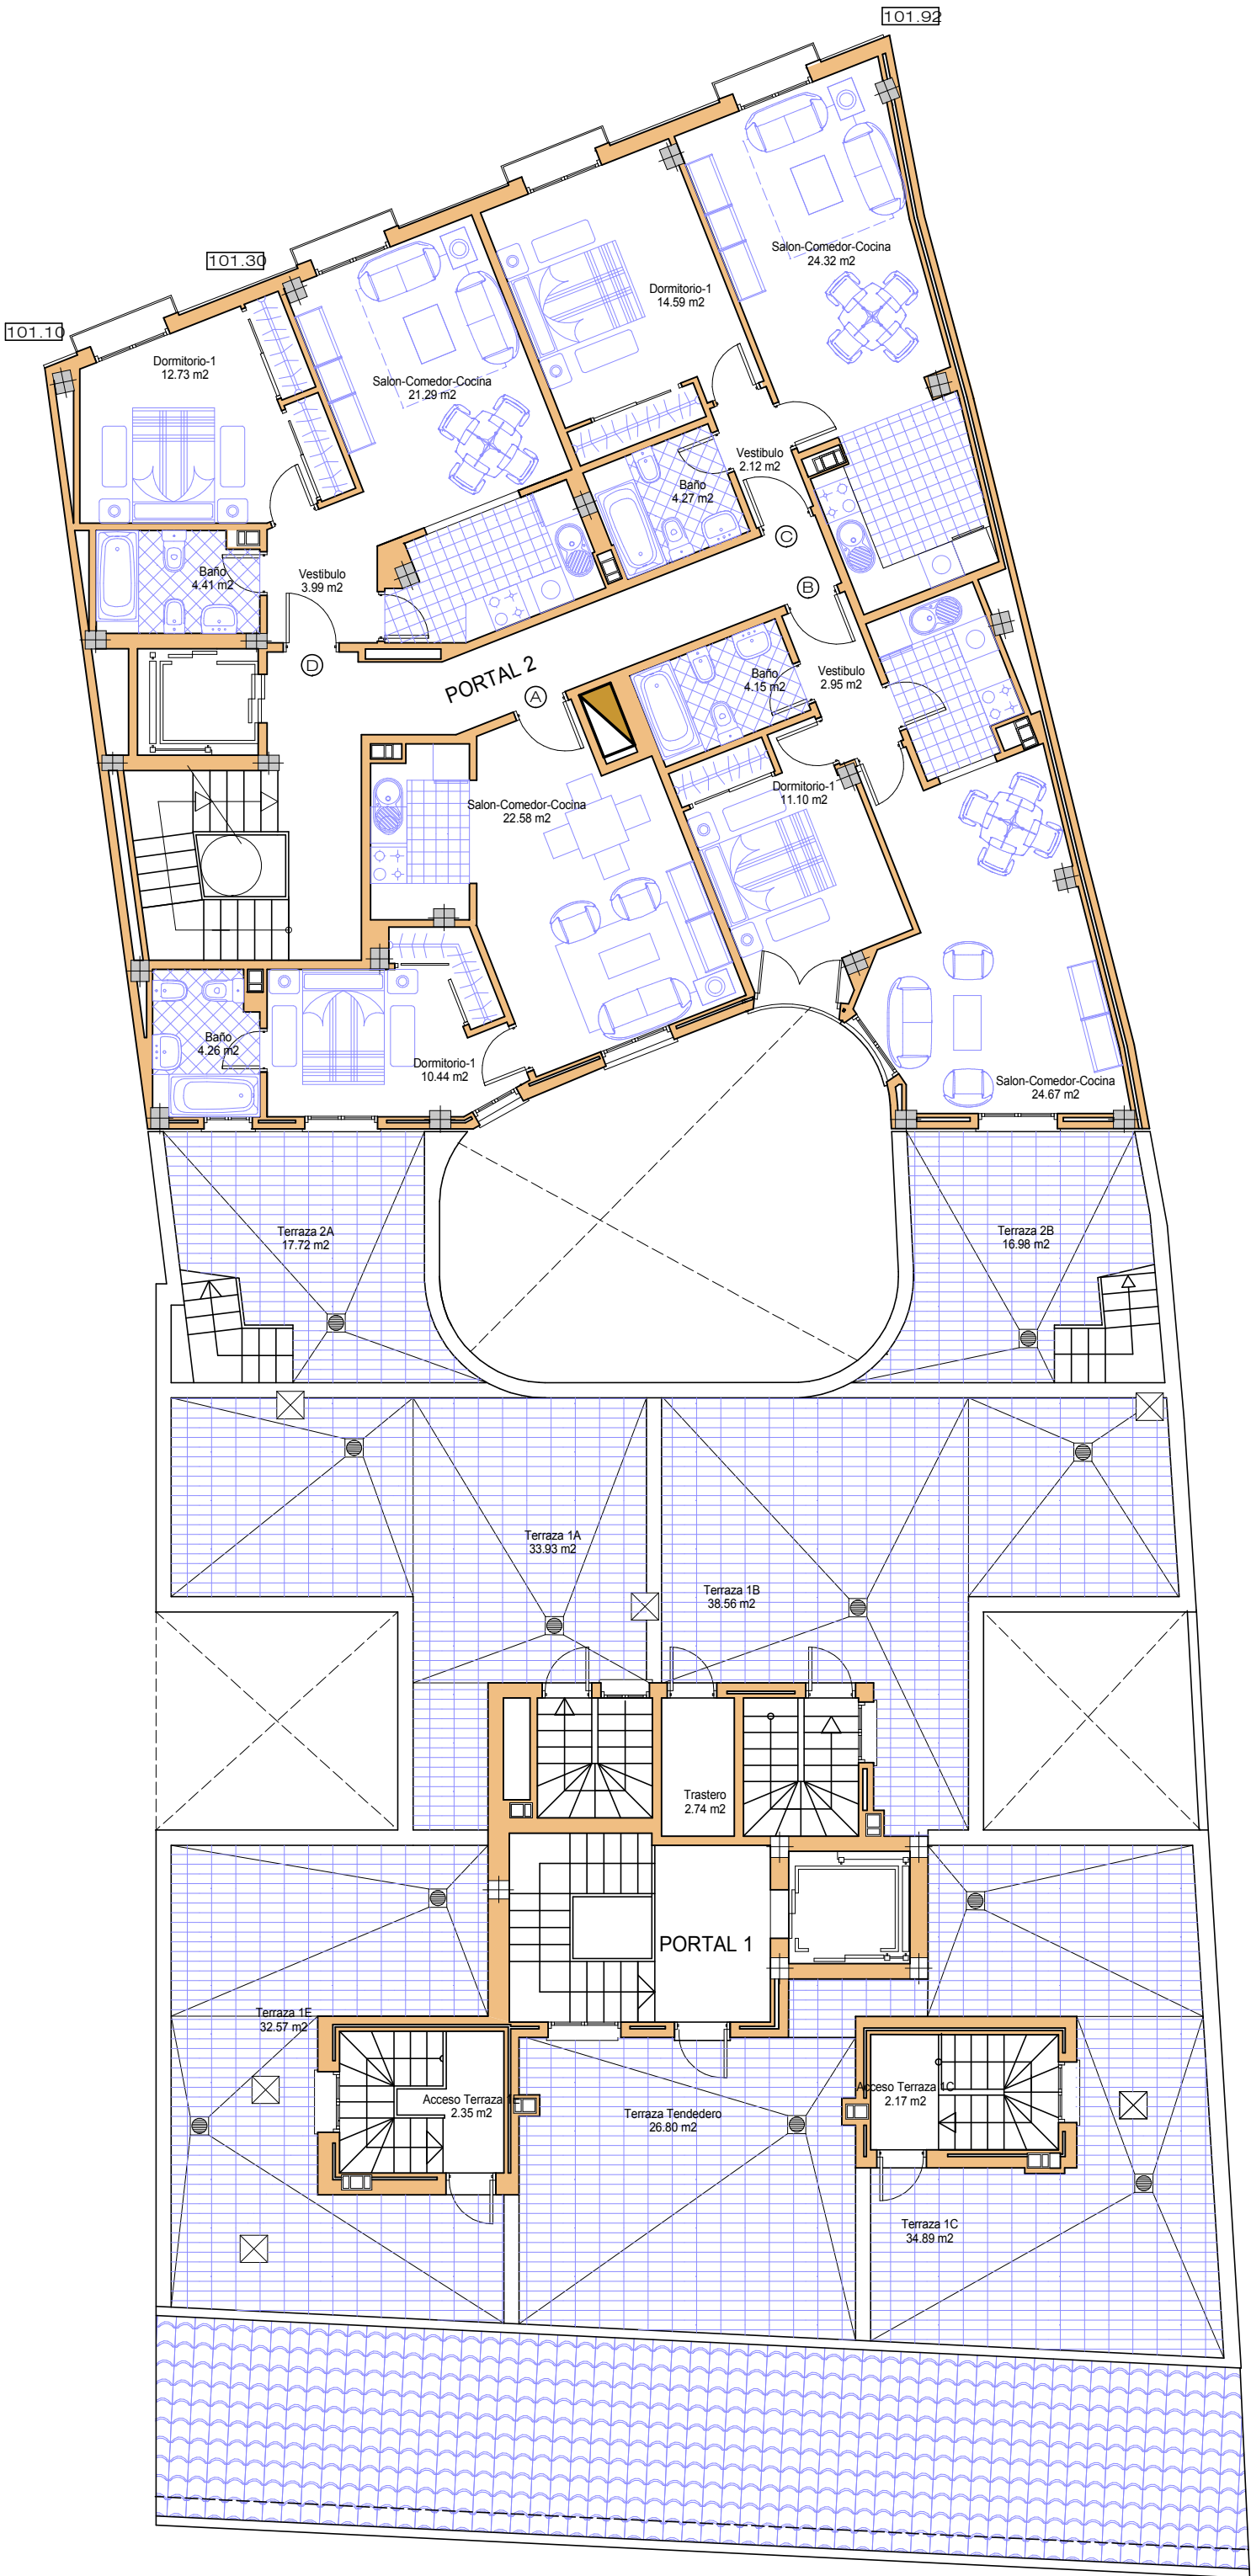 101.92
101.30
101.10
Salon-Comedor-Cocina
24.32 m2
Dormitorio-1
14.59 m2
Dormitorio-1
12.73 m2
Salon-Comedor-Cocina
21.29 m2
Vestibulo
2.12 m2
Baño
4.27 m2
C
Baño
4.41 m2
Vestibulo
3.99 m2
B
D
PORTAL 2
A
Baño
4.15 m2
Vestibulo
2.95 m2
Dormitorio-1
11.10 m2
Salon-Comedor-Cocina
22.58 m2
Baño
4.26 m2
Dormitorio-1
10.44 m2
Salon-Comedor-Cocina
24.67 m2
Terraza 2A
17.72 m2
Terraza 2B
16.98 m2
Terraza 1A
33.93 m2
Terraza 1B
38.56 m2
Trastero
2.74 m2
PORTAL 1
Terraza 1E
32.57 m2
Acceso Terraza 1E
2.35 m2
Terraza Tendedero
26.80 m2
Acceso Terraza 1C
2.17 m2
Terraza 1C
34.89 m2